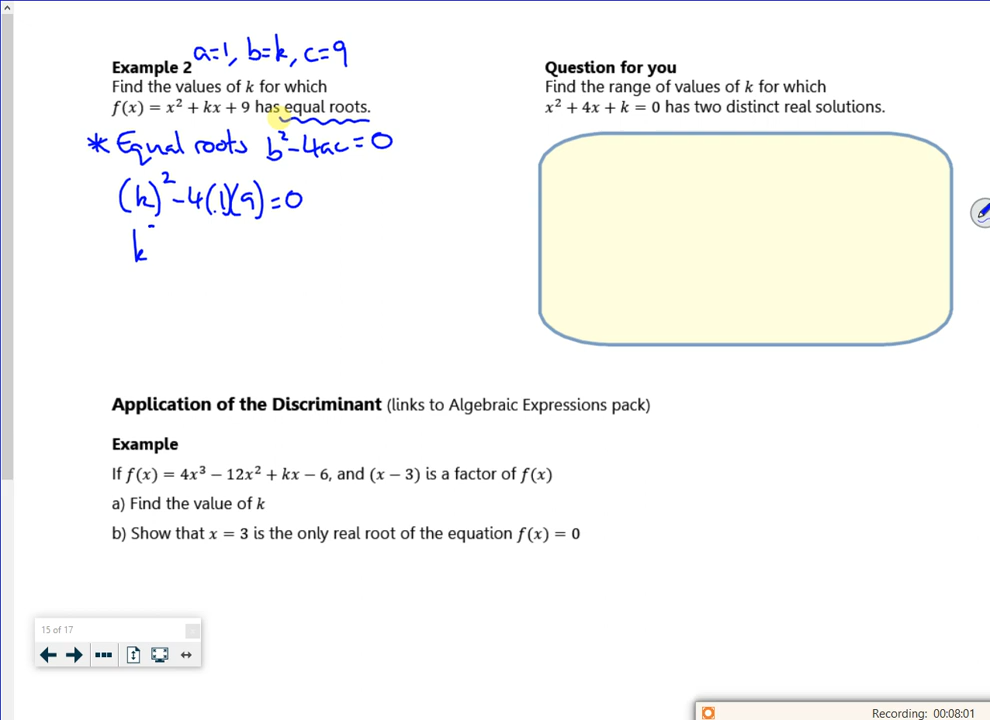 a=1, b=k, c=9
Example 2
Find the values of k for which
f(x) = x² + kx + 9 has equal roots.
* Equal roots b²-4ac=0
(k)²-4(1)(9)=0
k
Question for you
Find the range of values of k for which
x² + 4x + k = 0 has two distinct real solutions.
Application of the Discriminant (links to Algebraic Expressions pack)
Example
If f(x) = 4x³ − 12x² + kx − 6, and (x − 3) is a factor of f(x)
a) Find the value of k
b) Show that x = 3 is the only real root of the equation f(x) = 0
15 of 17
Recording: 00:08:01